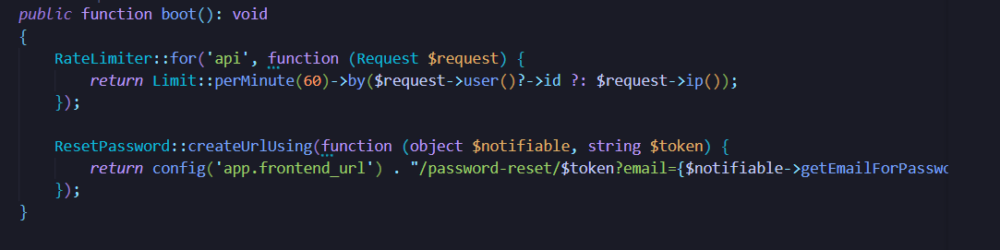 public function boot(): void
{
    RateLimiter::for('api', function (Request $request) {
        return Limit::perMinute(60)->by($request->user()?->id ?: $request->ip());
    });

    ResetPassword::createUrlUsing(function (object $notifiable, string $token) {
        return config('app.frontend_url') . "/password-reset/$token?email={$notifiable->getEmailForPasswo
    });
}